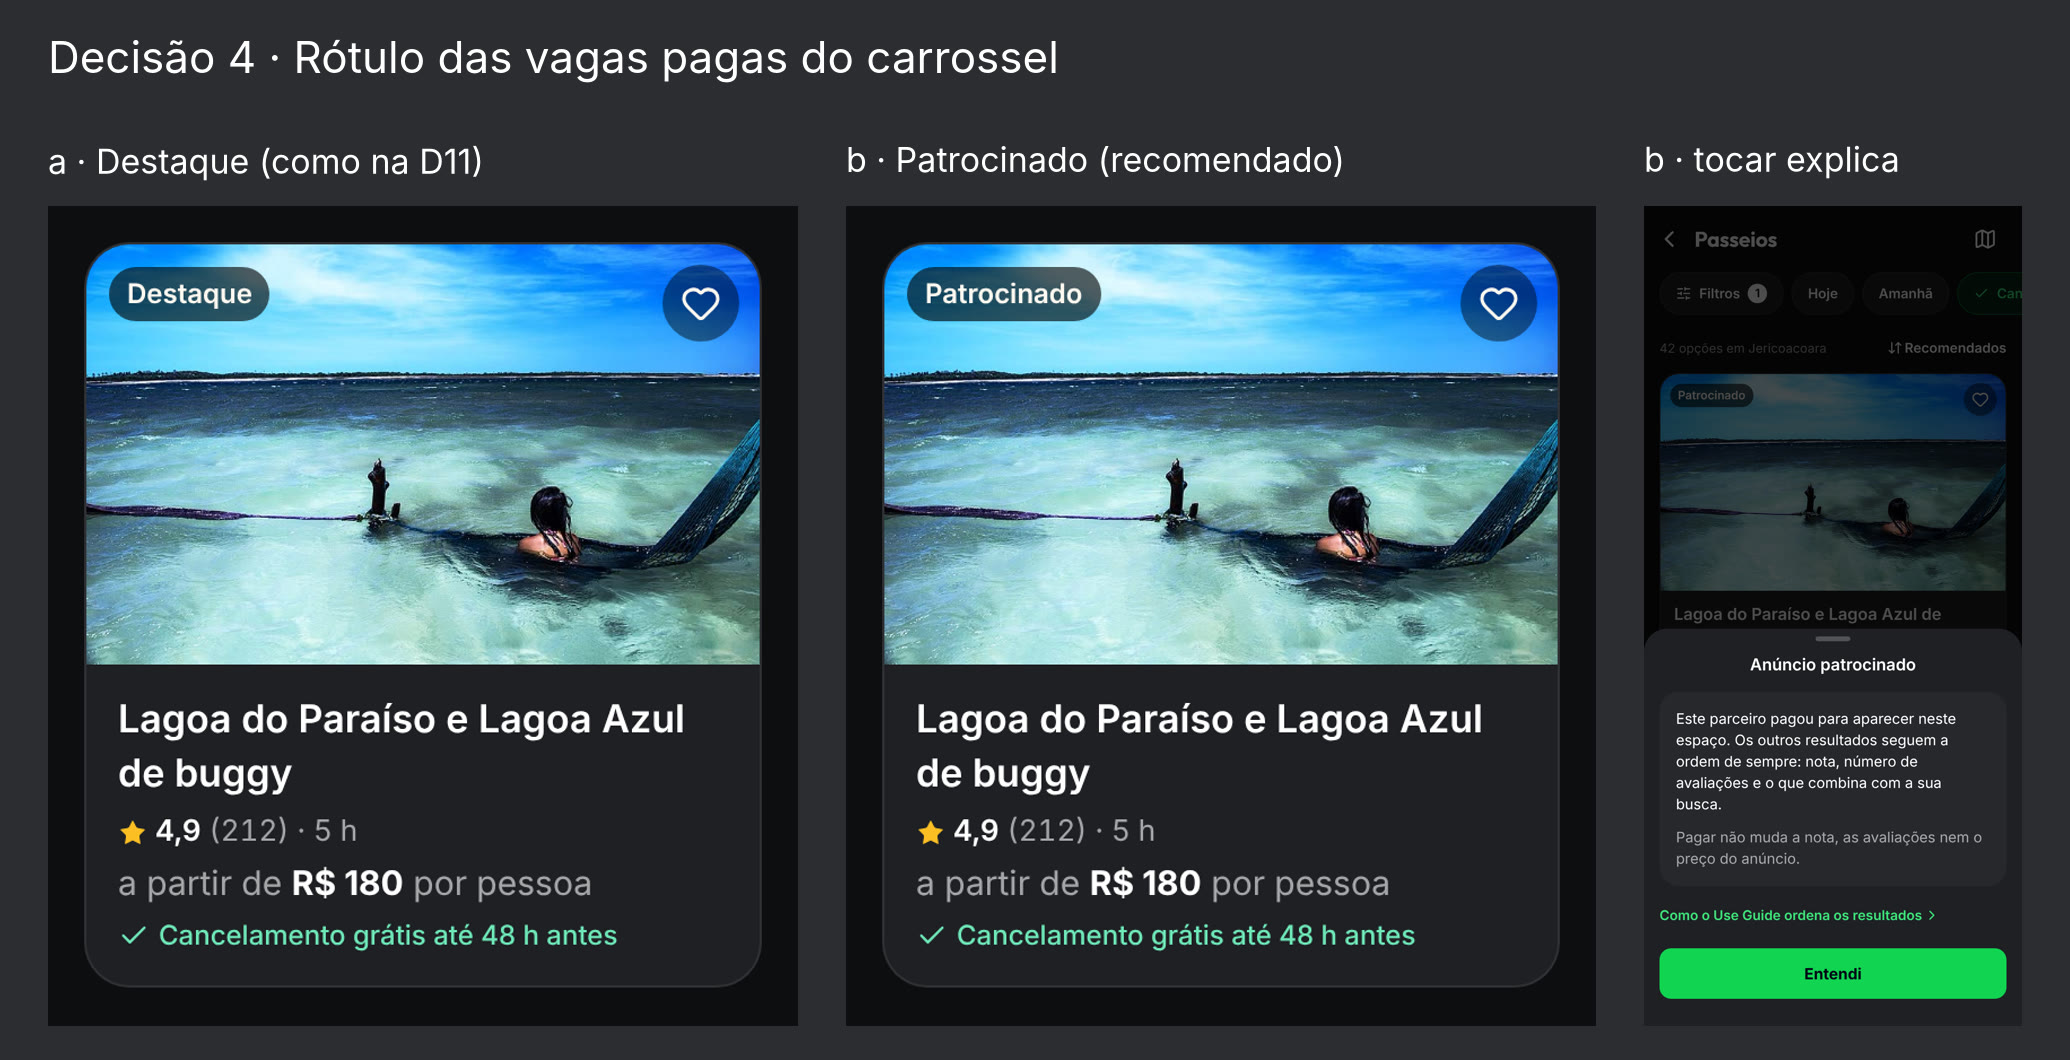 Decisão 4 · Rótulo das vagas pagas do carrossel
a · Destaque (como na D11)
Destaque
Lagoa do Paraíso e Lagoa Azul
de buggy
4,9 (212) · 5 h
a partir de R$ 180 por pessoa
Cancelamento grátis até 48 h antes
b · Patrocinado (recomendado)
Patrocinado
Lagoa do Paraíso e Lagoa Azul
de buggy
4,9 (212) · 5 h
a partir de R$ 180 por pessoa
Cancelamento grátis até 48 h antes
b · tocar explica
Passeios
Filtros 1 Hoje Amanhã Can
42 opções em Jericoacoara Recomendados
Patrocinado
Lagoa do Paraíso e Lagoa Azul de
Anúncio patrocinado
Este parceiro pagou para aparecer neste
espaço. Os outros resultados seguem a
ordem de sempre: nota, número de
avaliações e o que combina com a sua
busca.
Pagar não muda a nota, as avaliações nem o
preço do anúncio.
Como o Use Guide ordena os resultados
Entendi